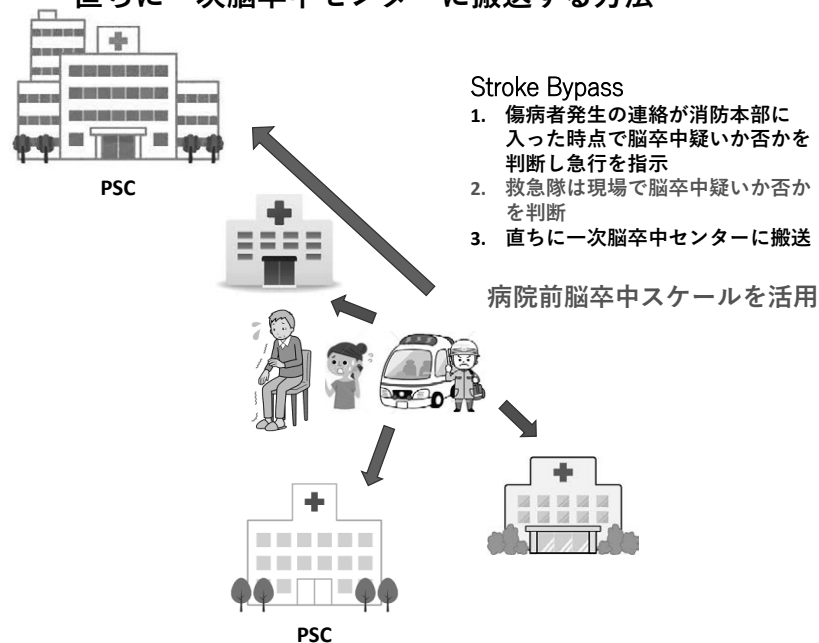 直ちに一次脳卒中センターに搬送する方法
Stroke Bypass
1. 傷病者発生の連絡が消防本部に
入った時点で脳卒中疑いか否かを
判断し急行を指示
2. 救急隊は現場で脳卒中疑いか否か
を判断
3. 直ちに一次脳卒中センターに搬送
病院前脳卒中スケールを活用
PSC
PSC